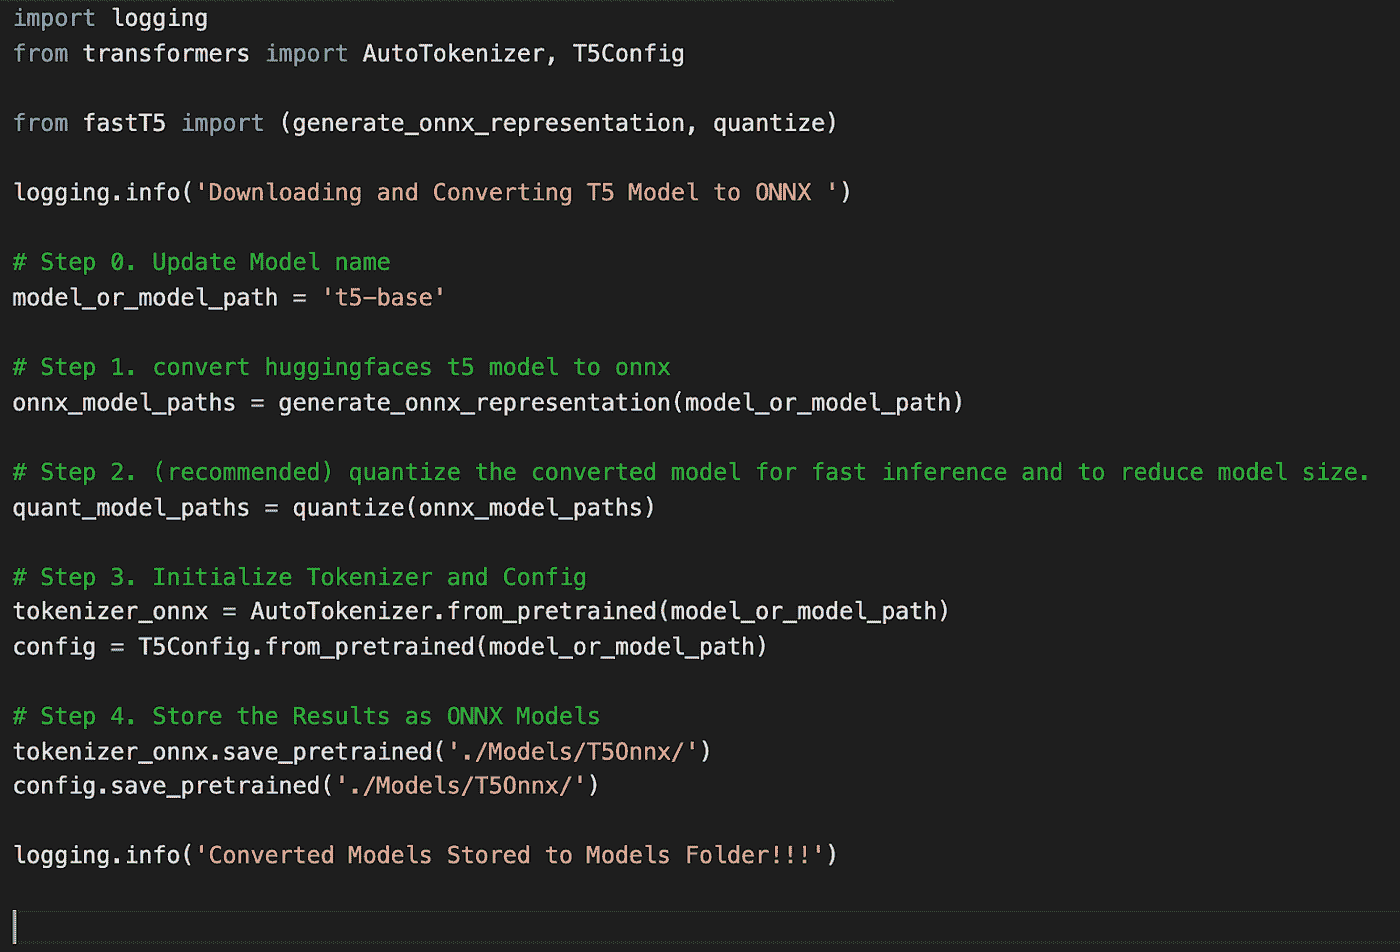 import logging
from transformers import AutoTokenizer, T5Config
from fastT5 import (generate_onnx_representation, quantize)
logging.info('Downloading and Converting T5 Model to ONNX ')
# Step 0. Update Model name
model_or_model_path = 't5-base'
# Step 1. convert huggingfaces t5 model to onnx
onnx_model_paths = generate_onnx_representation(model_or_model_path)
# Step 2. (recommended) quantize the converted model for fast inference and to reduce model size.
quant_model_paths = quantize(onnx_model_paths)
# Step 3. Initialize Tokenizer and Config
tokenizer_onnx = AutoTokenizer.from_pretrained(model_or_model_path)
config = T5Config.from_pretrained(model_or_model_path)
# Step 4. Store the Results as ONNX Models
tokenizer_onnx.save_pretrained('./Models/T5Onnx/')
config.save_pretrained('./Models/T5Onnx/')
logging.info('Converted Models Stored to Models Folder!!!')